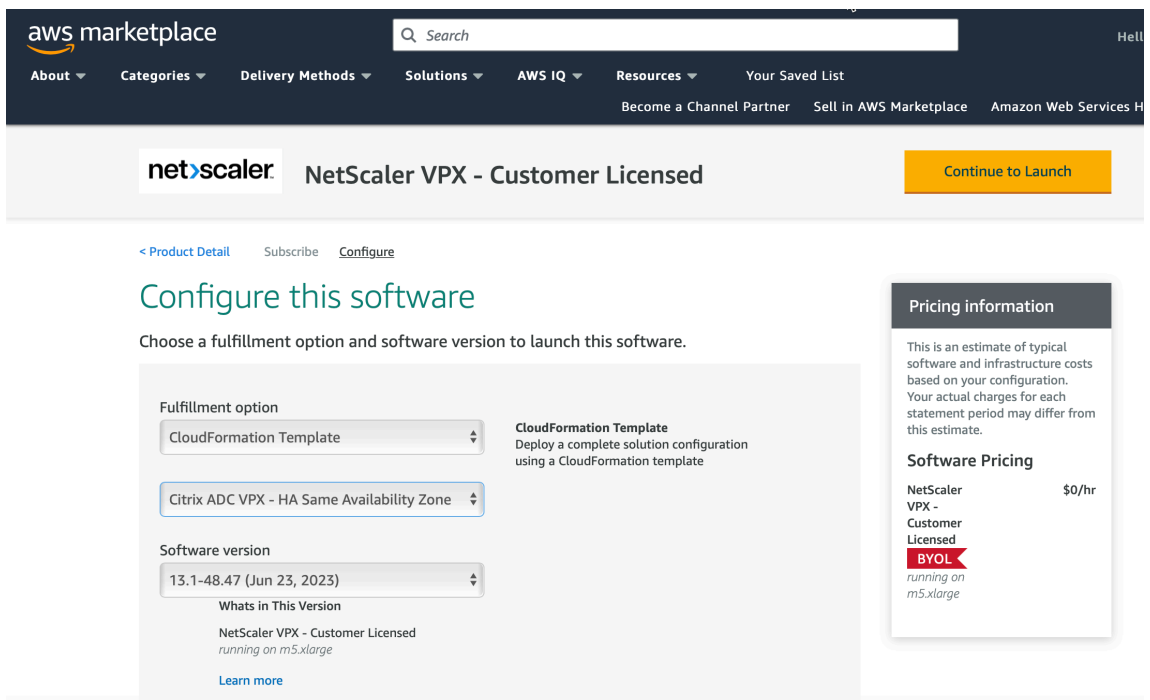 aws marketplace
Search
Hell
About
Categories
Delivery Methods
Solutions
AWS IQ
Resources
Your Saved List
Become a Channel Partner
Sell in AWS Marketplace
Amazon Web Services H
net>scaler.
NetScaler VPX - Customer Licensed
Continue to Launch
< Product Detail
Subscribe
Configure
Configure this software
Choose a fulfillment option and software version to launch this software.
Fulfillment option
CloudFormation Template
CloudFormation Template
Deploy a complete solution configuration
using a CloudFormation template
Citrix ADC VPX - HA Same Availability Zone
Software version
13.1-48.47 (Jun 23, 2023)
Whats in This Version
NetScaler VPX - Customer Licensed
running on m5.xlarge
Learn more
Pricing information
This is an estimate of typical
software and infrastructure costs
based on your configuration.
Your actual charges for each
statement period may differ from
this estimate.
Software Pricing
NetScaler $0/hr
VPX -
Customer
Licensed
BYOL
running on
m5.xlarge